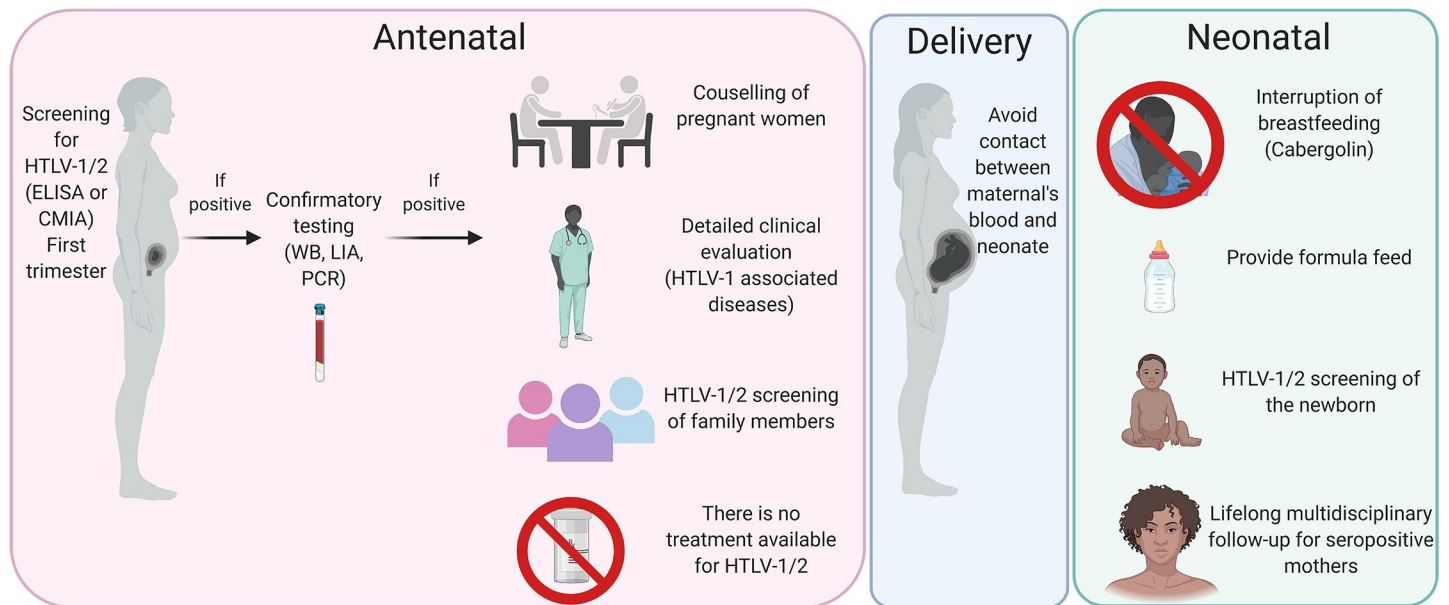 Antenatal
Screening
for
HTLV-1/2
(ELISA or
CMIA)
First
trimester
If
positive
Confirmatory
testing
(WB, LIA,
PCR)
If
positive
Couselling of
pregnant women
Detailed clinical
evaluation
(HTLV-1 associated
diseases)
HTLV-1/2 screening
of family members
There is no
treatment available
for HTLV-1/2
Delivery
Avoid
contact
between
maternal's
blood and
neonate
Neonatal
Interruption of
breastfeeding
(Cabergolin)
Provide formula feed
HTLV-1/2 screening of
the newborn
Lifelong multidisciplinary
follow-up for seropositive
mothers